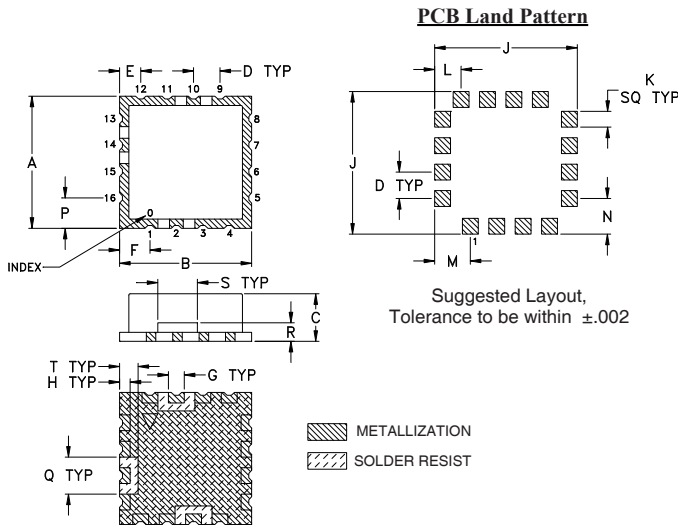 PCB Land Pattern
E
D TYP
12 11 10 9
13
14
15
16
8
7
6
5
A
P
0
1 2 3 4
F
INDEX
B
J
L
K
SQ TYP
J
D TYP
N
1
M
Suggested Layout,
Tolerance to be within ±.002
S TYP
C
R
T TYP
H TYP
G TYP
Q TYP
METALLIZATION
SOLDER RESIST